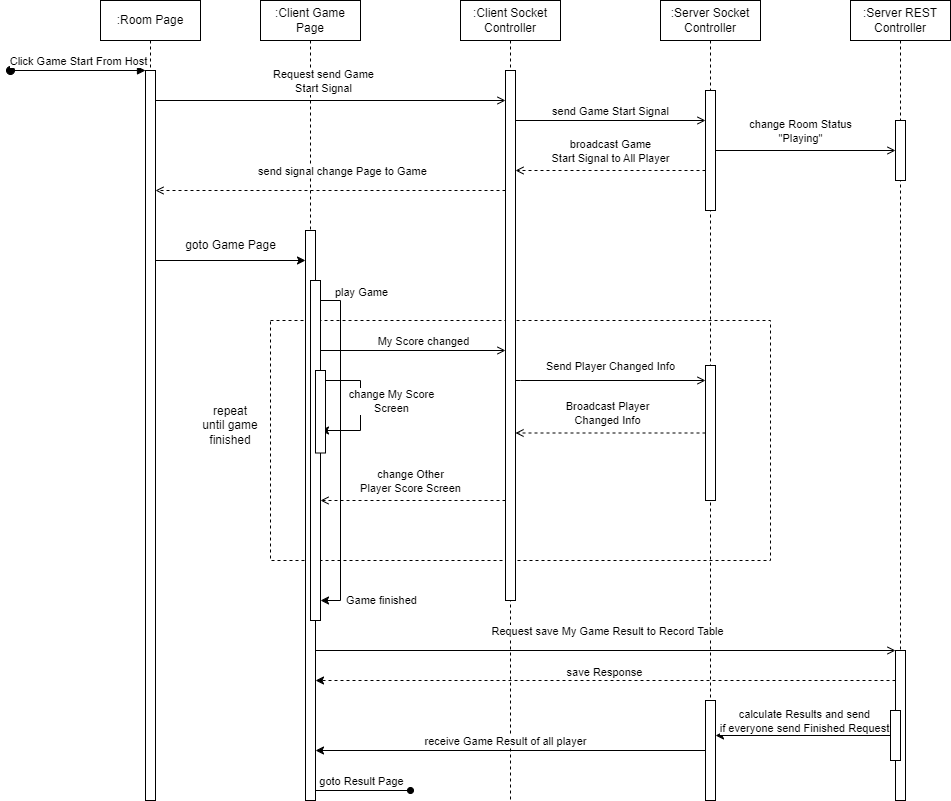 :Room Page
:Client Game
Page
:Client Socket
Controller
:Server Socket
Controller
:Server REST
Controller
Click Game Start From Host
Request send Game
Start Signal
send Game Start Signal
change Room Status
"Playing"
broadcast Game
Start Signal to All Player
send signal change Page to Game
goto Game Page
play Game
My Score changed
Send Player Changed Info
change My Score
Screen
repeat
until game
finished
Broadcast Player
Changed Info
change Other
Player Score Screen
Game finished
Request save My Game Result to Record Table
save Response
calculate Results and send
if everyone send Finished Request
receive Game Result of all player
goto Result Page